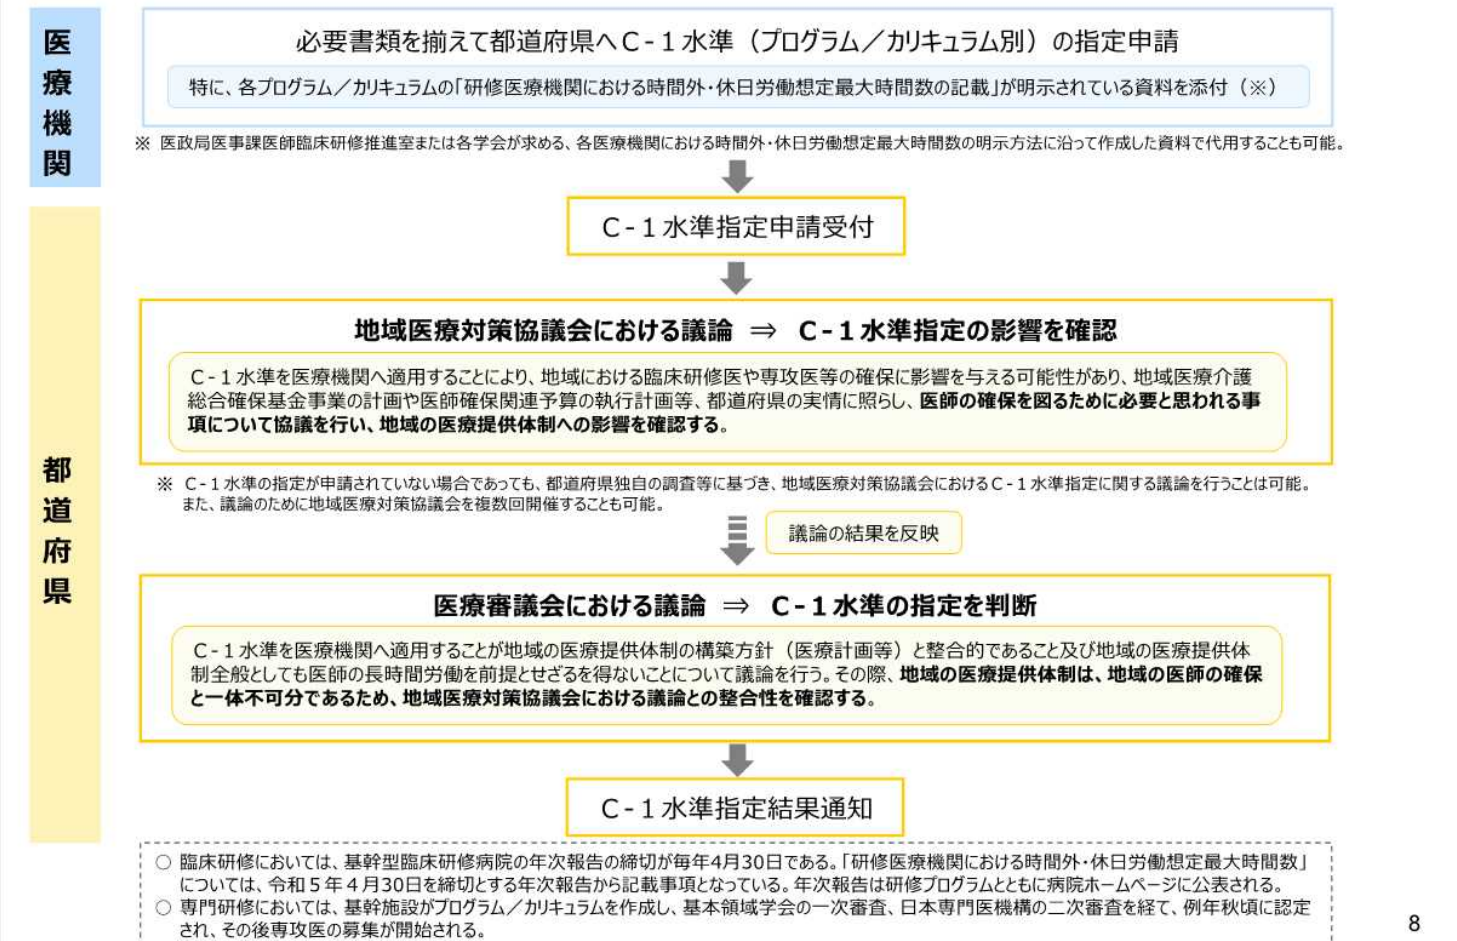 医療機関
必要書類を揃えて都道府県へC-1水準（プログラム／カリキュラム別）の指定申請
特に、各プログラム／カリキュラムの「研修医療機関における時間外・休日労働想定最大時間数の記載」が明示されている資料を添付（※）
※ 医政局医事課医師臨床研修推進室または各学会が求める、各医療機関における時間外・休日労働想定最大時間数の明示方法に沿って作成した資料で代用することも可能。
都道府県
C-1水準指定申請受付
地域医療対策協議会における議論 ⇒ C-1水準指定の影響を確認
C-1水準を医療機関へ適用することにより、地域における臨床研修医や専攻医等の確保に影響を与える可能性があり、地域医療介護
総合確保基金事業の計画や医師確保関連予算の執行計画等、都道府県の実情に照らし、医師の確保を図るために必要と思われる事
項について協議を行い、地域の医療提供体制への影響を確認する。
※ C-1水準の指定が申請されていない場合であっても、都道府県独自の調査等に基づき、地域医療対策協議会におけるC-1水準指定に関する議論を行うことは可能。
また、議論のために地域医療対策協議会を複数回開催することも可能。
議論の結果を反映
医療審議会における議論 ⇒ C-1水準の指定を判断
C-1水準を医療機関へ適用することが地域の医療提供体制の構築方針（医療計画等）と整合的であること及び地域の医療提供体
制全般としても医師の長時間労働を前提とせざるを得ないことについて議論を行う。その際、地域の医療提供体制は、地域の医師の確保
と一体不可分であるため、地域医療対策協議会における議論との整合性を確認する。
C-1水準指定結果通知
○ 臨床研修においては、基幹型臨床研修病院の年次報告の締切が毎年4月30日である。「研修医療機関における時間外・休日労働想定最大時間数」
については、令和５年４月30日を締切とする年次報告から記載事項となっている。年次報告は研修プログラムとともに病院ホームページに公表される。
○ 専門研修においては、基幹施設がプログラム／カリキュラムを作成し、基本領域学会の一次審査、日本専門医機構の二次審査を経て、例年秋頃に認定
され、その後専攻医の募集が開始される。
8